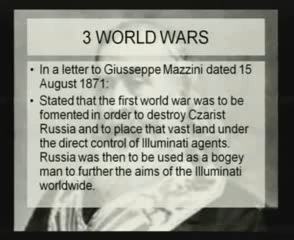 3 WORLD WARS
• In a letter to Giusseppe Mazzini dated 15
August 1871:
• Stated that the first world war was to be
fomented in order to destroy Czarist
Russia and to place that vast land under
the direct control of Illuminati agents.
Russia was then to be used as a bogey
man to further the aims of the Illuminati
worldwide.